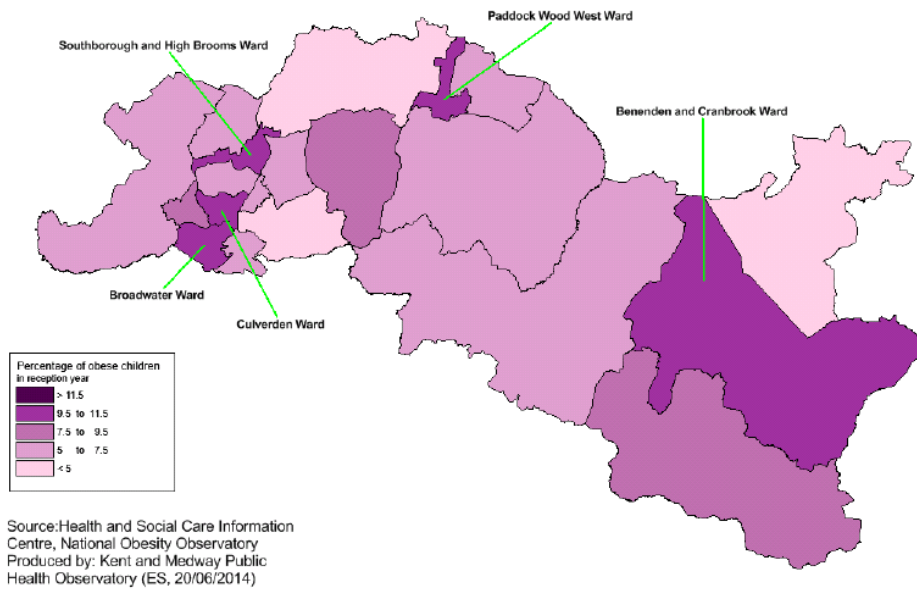 Paddock Wood West Ward
Southborough and High Brooms Ward
Benenden and Cranbrook Ward
Broadwater Ward
Culverden Ward
Percentage of obese children
in reception year
> 11.5
9.5 to 11.5
7.5 to 9.5
5 to 7.5
< 5
Source:Health and Social Care Information
Centre, National Obesity Observatory
Produced by: Kent and Medway Public
Health Observatory (ES, 20/06/2014)